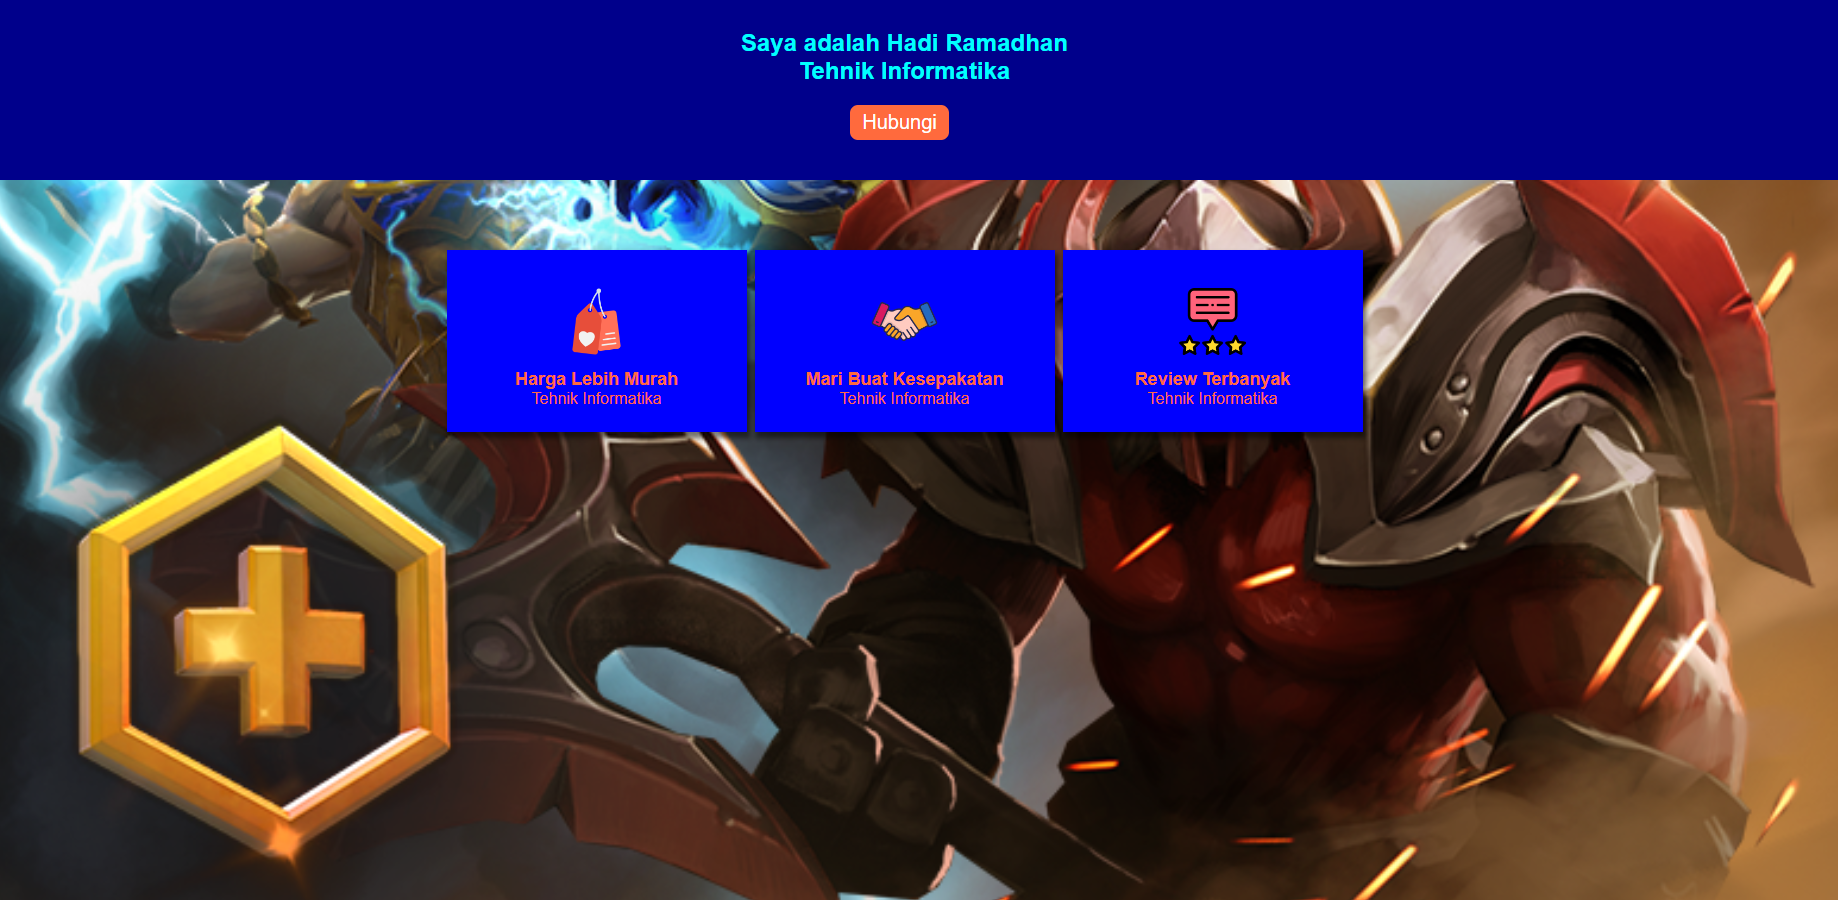 Saya adalah Hadi Ramadhan
Tehnik Informatika
Hubungi
Harga Lebih Murah
Tehnik Informatika
Mari Buat Kesepakatan
Tehnik Informatika
Review Terbanyak
Tehnik Informatika